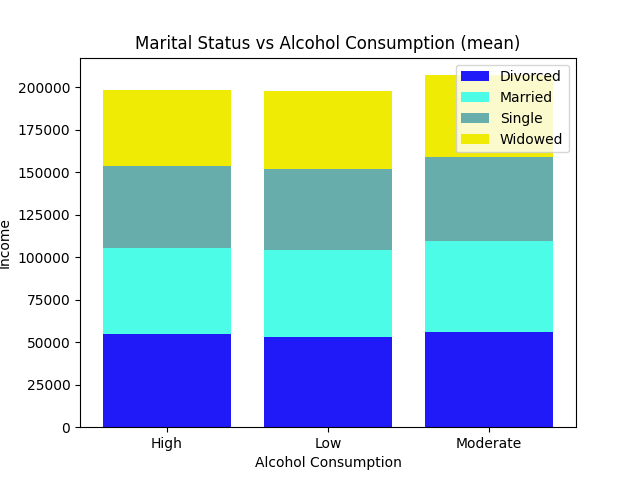 Marital Status vs Alcohol Consumption (mean)
Divorced
Married
Single
Widowed
200000
175000
150000
125000
100000
75000
50000
25000
0
Income
High
Low
Moderate
Alcohol Consumption